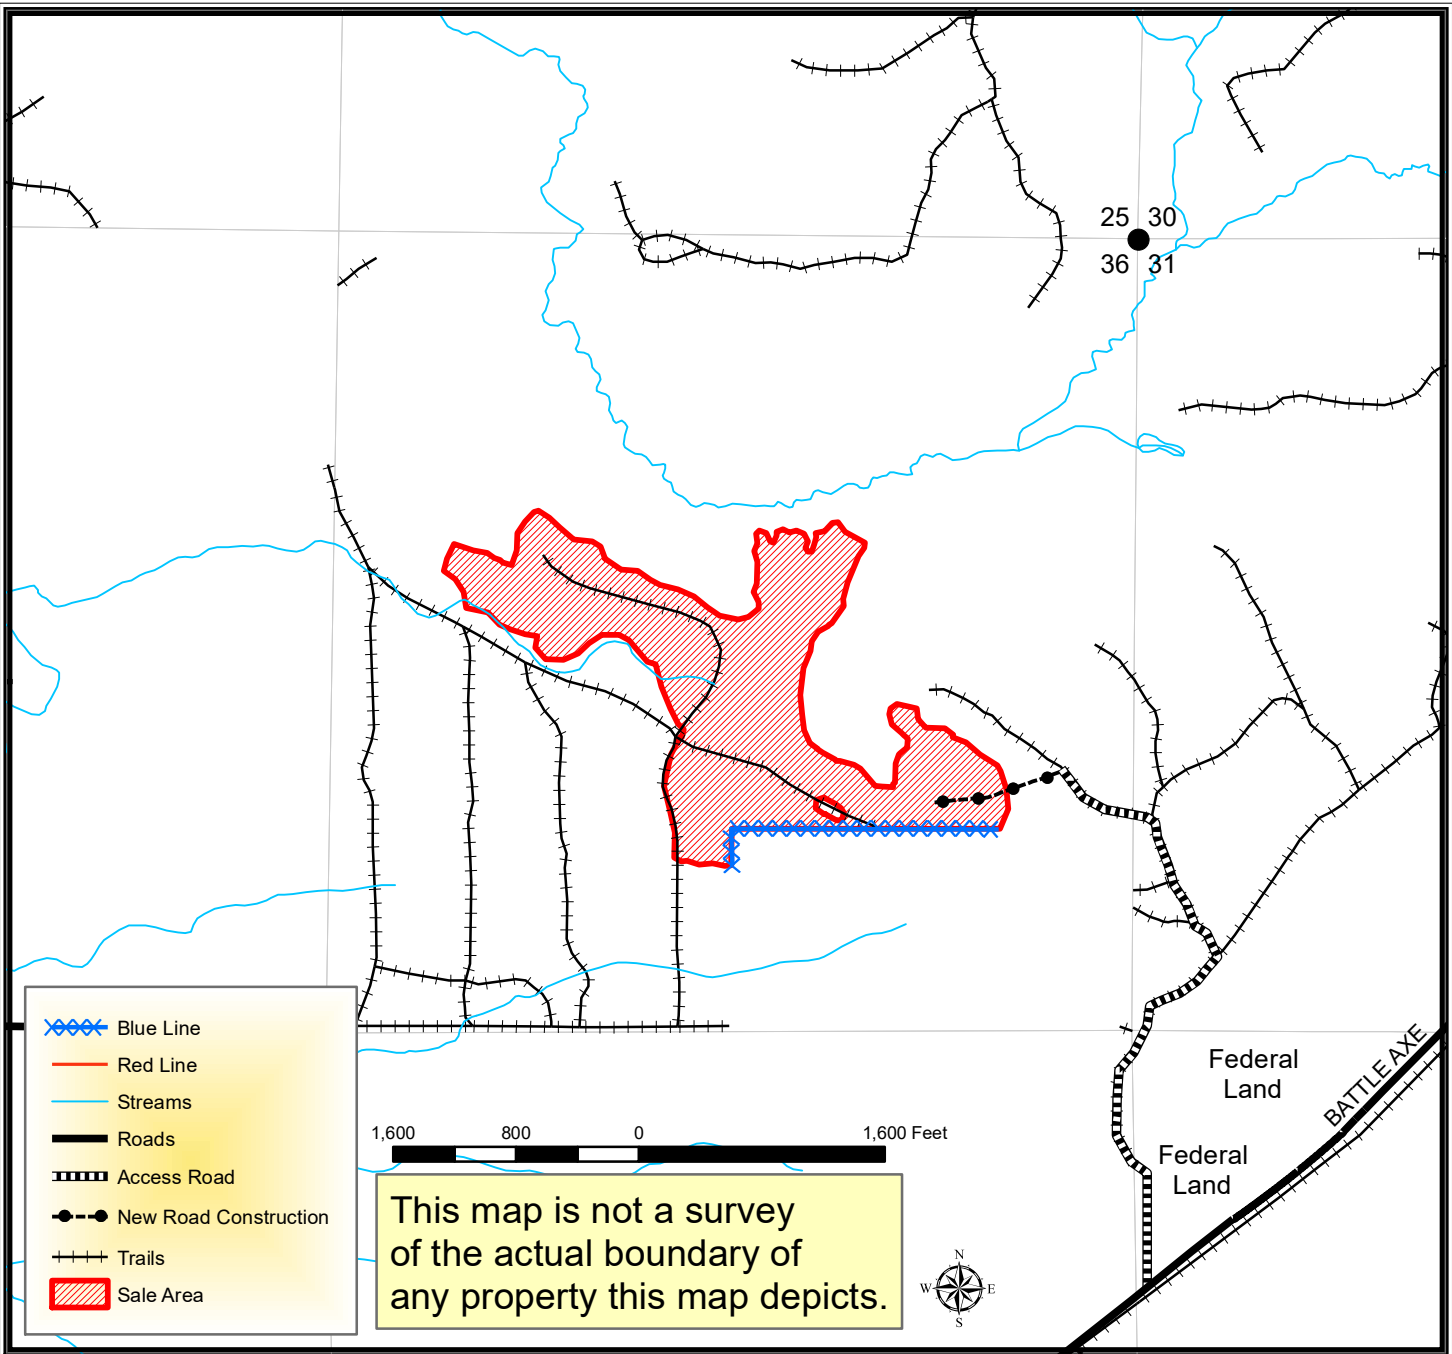 25 30
36 31
Blue Line
Red Line
Streams
Roads
Access Road
New Road Construction
Trails
Sale Area
1,600 800 0 1,600 Feet
This map is not a survey
of the actual boundary of
any property this map depicts.
N
W E
S
Federal
Land
Federal
Land
BATTLE AXE